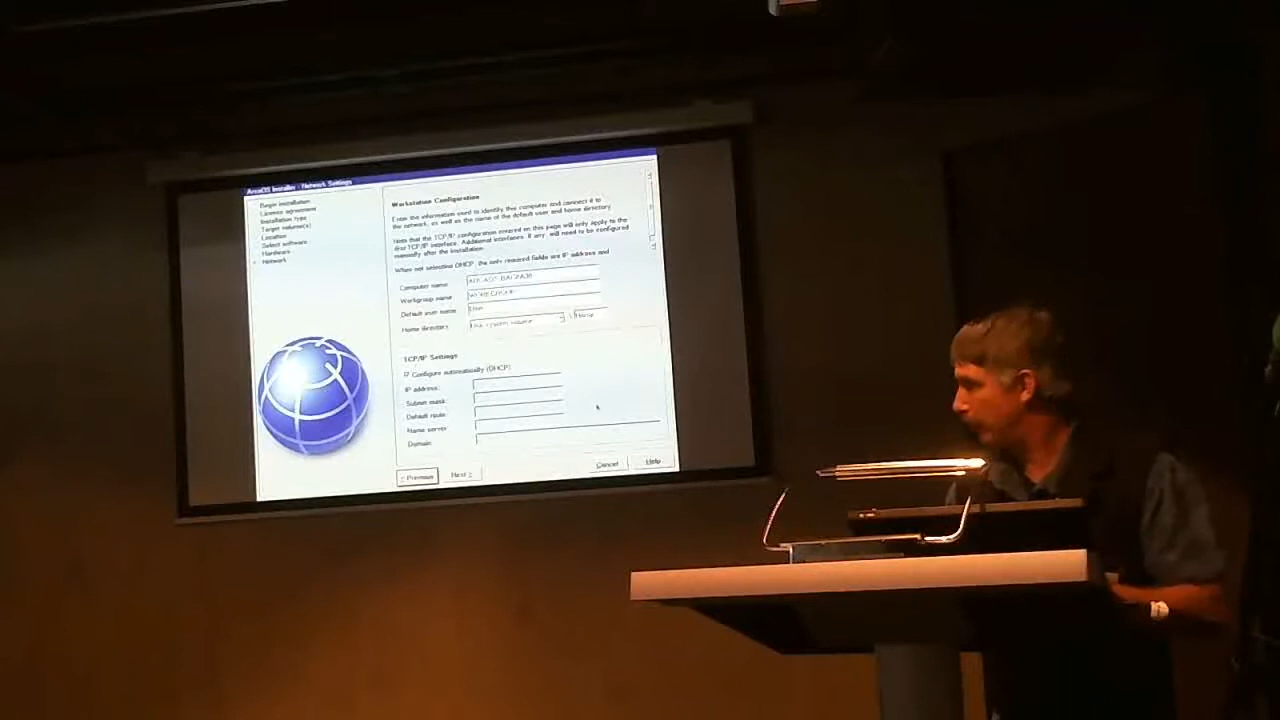 ArcaOS Installer - Network Settings
Begin installation
License agreement
Installation type
Target volume(s)
Location
Select software
Hardware
Network
Workstation Configuration
Enter the information used to identify this computer and connect it to
the network, as well as the name of the default user and home directory.
Note that the TCP/IP configuration entered on this page will only apply to the
first TCP/IP interface. Additional interfaces if any will need to be configured
manually after the installation.
When not selecting DHCP, the only required fields are IP address and
Computer name
Workgroup name
WORKGROUP
Default user name
User
Home directory
\ Home
TCP/IP Settings
Configure automatically (DHCP)
IP address:
Subnet mask:
Default route:
Name server:
Domain:
< Previous
Next >
Cancel
Help